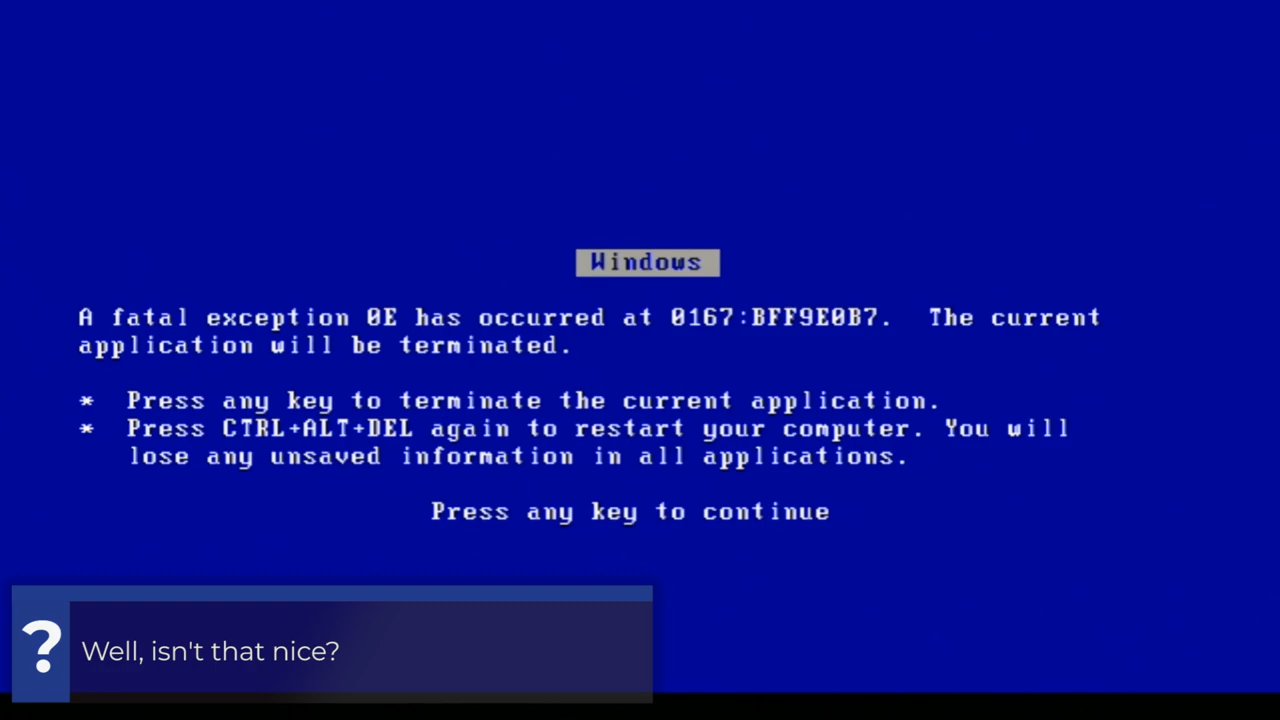 Windows
A fatal exception 0E has occurred at 0167:BFF9E0B7. The current
application will be terminated.
* Press any key to terminate the current application.
* Press CTRL+ALT+DEL again to restart your computer. You will
lose any unsaved information in all applications.
Press any key to continue
? Well, isn't that nice?